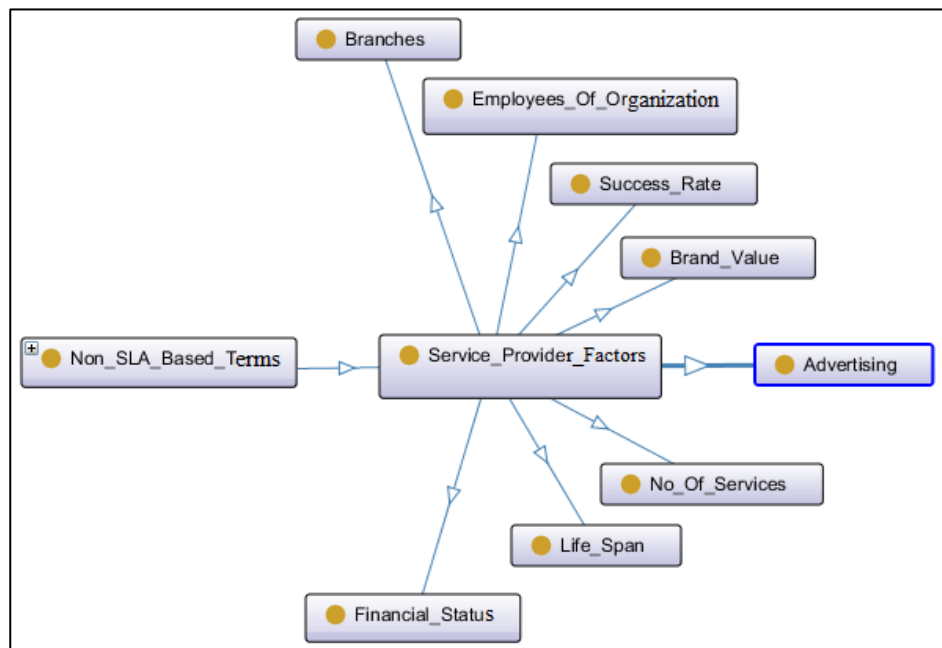 Branches
Employees_Of_Organization
Success_Rate
Brand_Value
Non_SLA_Based_Terms
Service_Provider_Factors
Advertising
No_Of_Services
Life_Span
Financial_Status